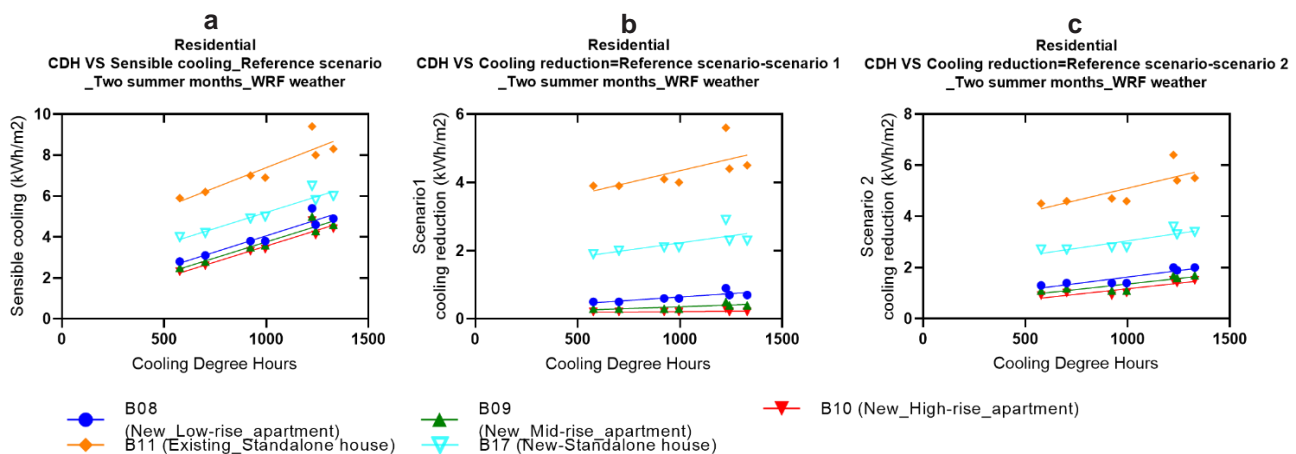 a
Residential
CDH VS Sensible cooling_Reference scenario
_Two summer months_WRF weather
Sensible cooling (kWh/m2)
10
8
6
4
2
0
0 500 1000 1500
Cooling Degree Hours
b
Residential
CDH VS Cooling reduction=Reference scenario-scenario 1
_Two summer months_WRF weather
Scenario1
cooling reduction (kWh/m2)
6
4
2
0
0 500 1000 1500
Cooling Degree Hours
c
Residential
CDH VS Cooling reduction=Reference scenario-scenario 2
_Two summer months_WRF weather
Scenario 2
cooling reduction (kWh/m2)
8
6
4
2
0
0 500 1000 1500
Cooling Degree Hours
B08
(New_Low-rise_apartment)
B11 (Existing_Standalone house)
B09
(New_Mid-rise_apartment)
B17 (New-Standalone house)
B10 (New_High-rise_apartment)